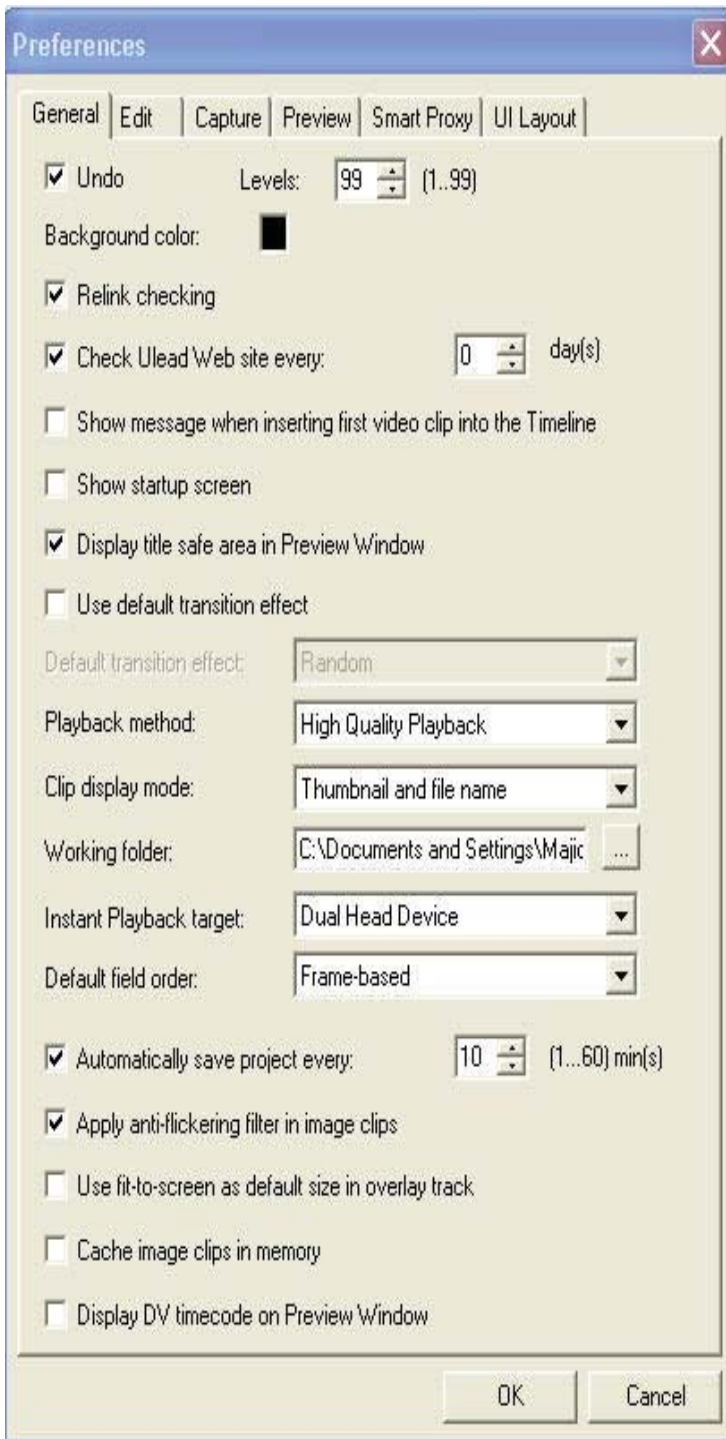 Preferences
General Edit Capture Preview Smart Proxy UI Layout
Undo Levels: 99 (1..99)
Background color:
Relink checking
Check Ulead Web site every: 0 day(s)
Show message when inserting first video clip into the Timeline
Show startup screen
Display title safe area in Preview Window
Use default transition effect
Default transition effect: Random
Playback method: High Quality Playback
Clip display mode: Thumbnail and file name
Working folder: C:\Documents and Settings\Majic ...
Instant Playback target: Dual Head Device
Default field order: Frame-based
Automatically save project every: 10 (1...60) min(s)
Apply anti-flickering filter in image clips
Use fit-to-screen as default size in overlay track
Cache image clips in memory
Display DV timecode on Preview Window
OK Cancel